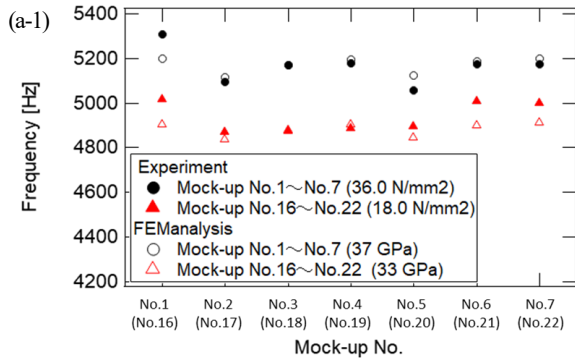 (a-1)
5400
5200
5000
4800
4600
4400
4200
Frequency [Hz]
Experiment
Mock-up No.1～No.7 (36.0 N/mm2)
Mock-up No.16～No.22 (18.0 N/mm2)
FEManalysis
Mock-up No.1～No.7 (37 GPa)
Mock-up No.16～No.22 (33 GPa)
No.1 No.2 No.3 No.4 No.5 No.6 No.7
(No.16) (No.17) (No.18) (No.19) (No.20) (No.21) (No.22)
Mock-up No.